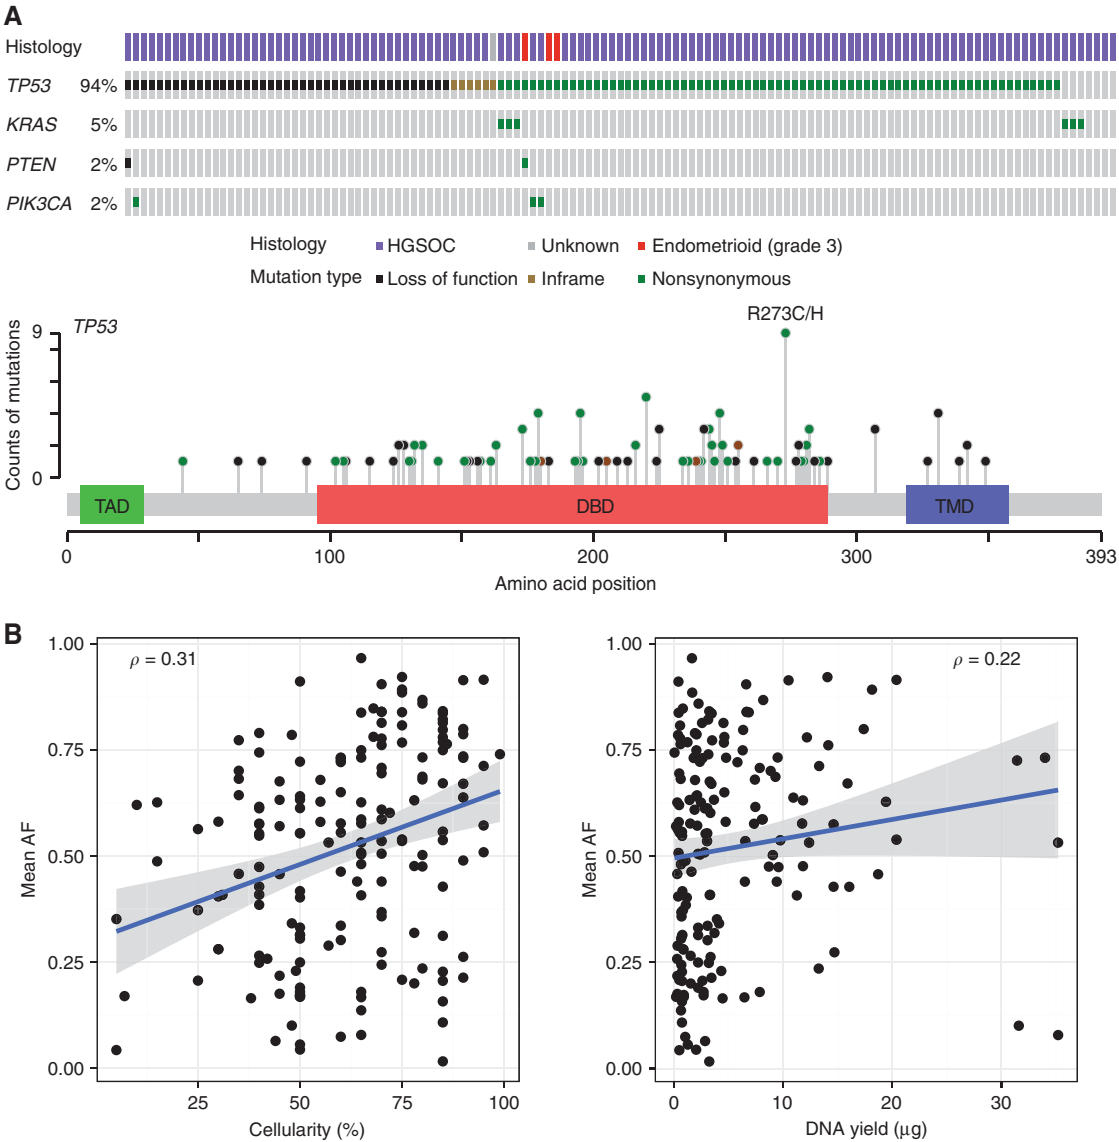 A
Histology
TP53 94%
KRAS 5%
PTEN 2%
PIK3CA 2%
Histology HGSOC Unknown Endometrioid (grade 3)
Mutation type Loss of function Inframe Nonsynonymous
TP53
R273C/H
Counts of mutations
9
0
TAD DBD TMD
0 100 200 300 393
Amino acid position
B
Mean AF
1.00
0.75
0.50
0.25
0.00
ρ = 0.31
25 50 75 100
Cellularity (%)
Mean AF
1.00
0.75
0.50
0.25
0.00
ρ = 0.22
0 10 20 30
DNA yield (μg)